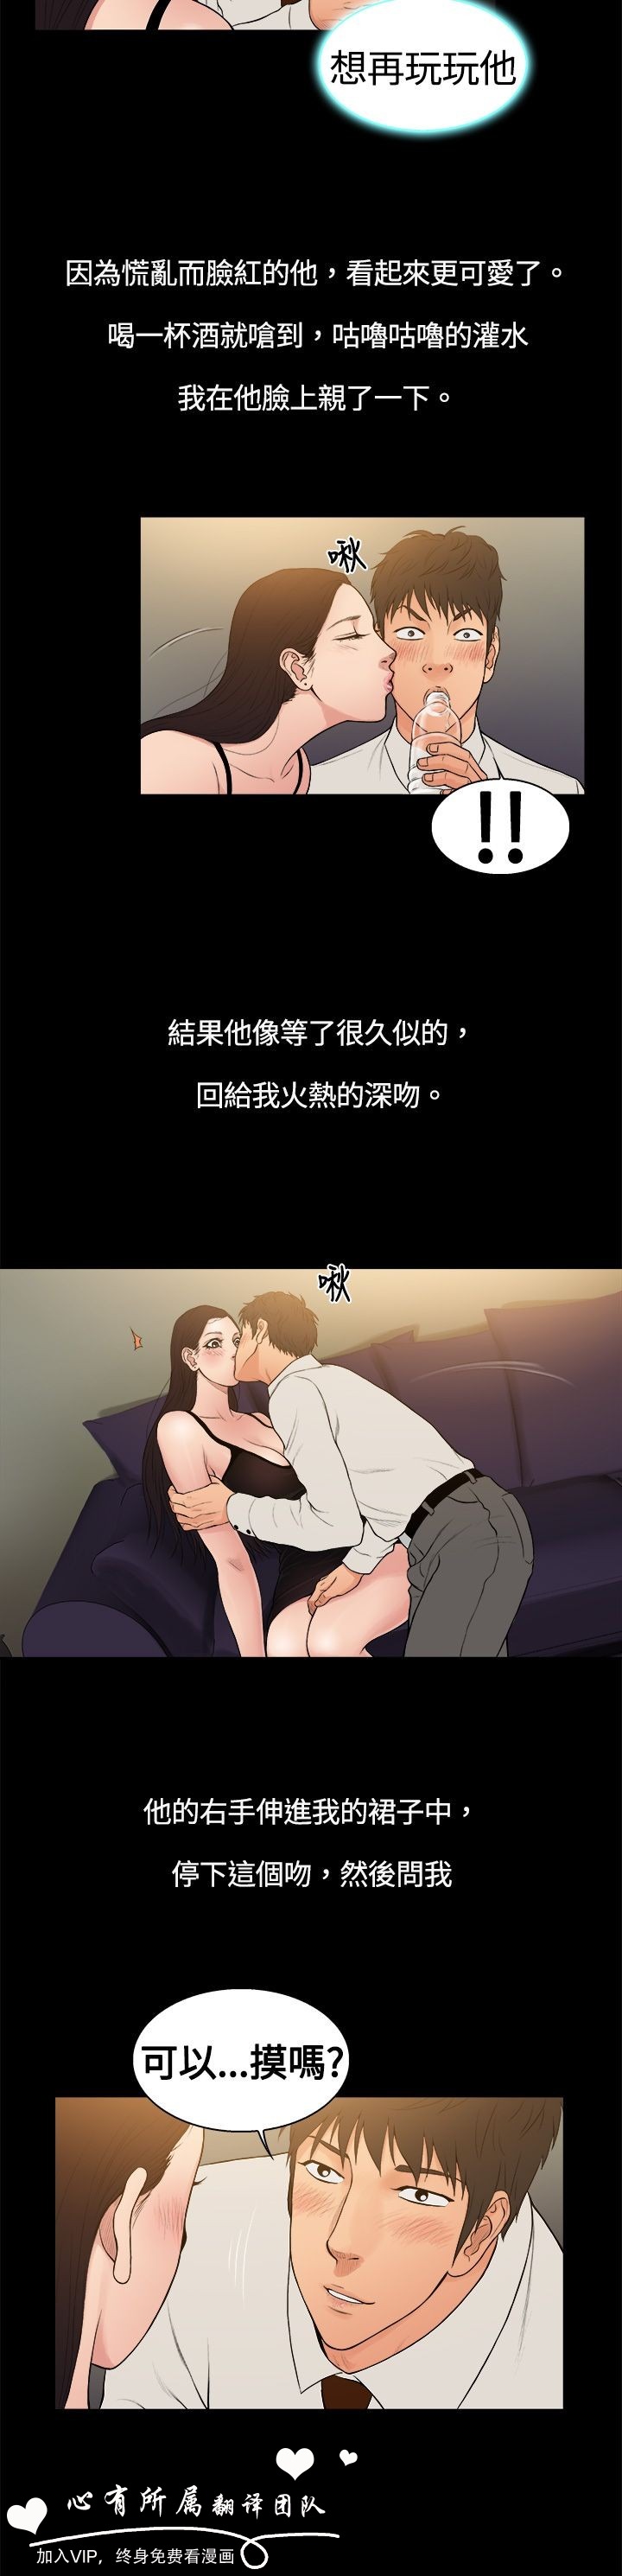 想再玩玩他
因為慌亂而臉紅的他，看起來更可愛了。
喝一杯酒就嗆到，咕嚕咕嚕的灌水
我在他臉上親了一下。
啾
!!
結果他像等了很久似的，
回給我火熱的深吻。
啾
他的右手伸進我的裙子中，
停下這個吻，然後問我
可以...摸嗎?
心有所属翻译团队
加入VIP，终身免费看漫画